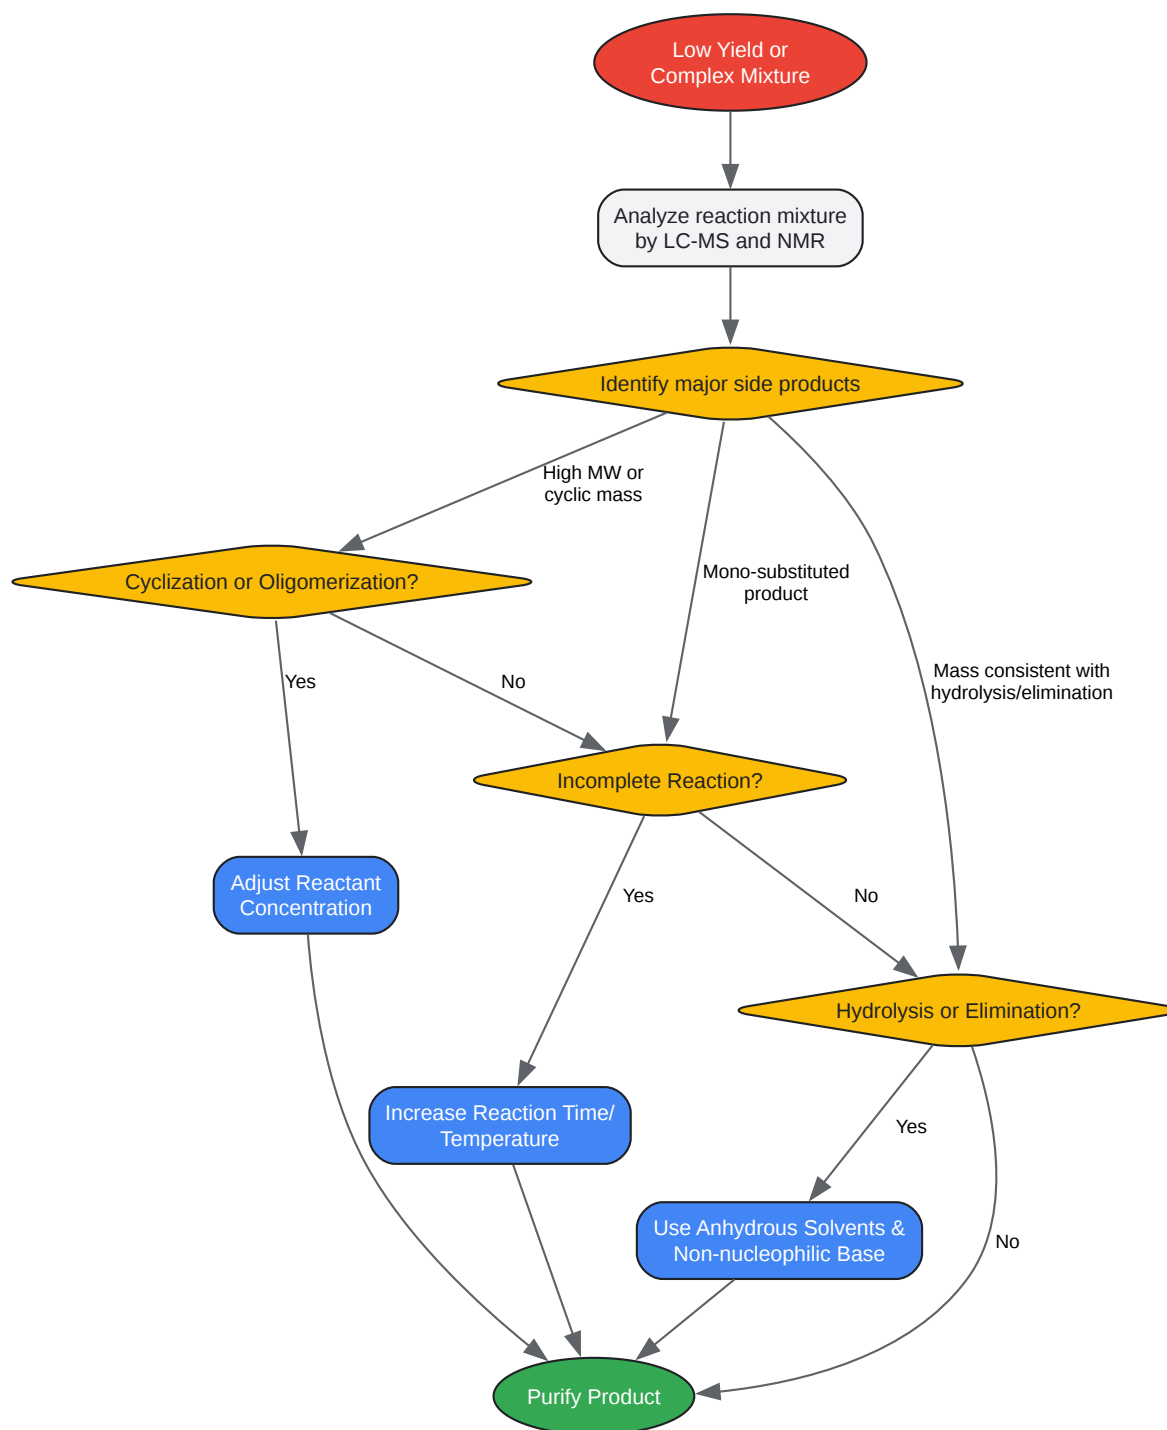 Low Yield or
Complex Mixture
Analyze reaction mixture
by LC-MS and NMR
Identify major side products
High MW or
cyclic mass
Mono-substituted
product
Mass consistent with
hydrolysis/elimination
Cyclization or Oligomerization?
Yes
No
Incomplete Reaction?
Adjust Reactant
Concentration
Yes
No
Hydrolysis or Elimination?
Increase Reaction Time/
Temperature
Yes
No
Use Anhydrous Solvents &
Non-nucleophilic Base
Purify Product